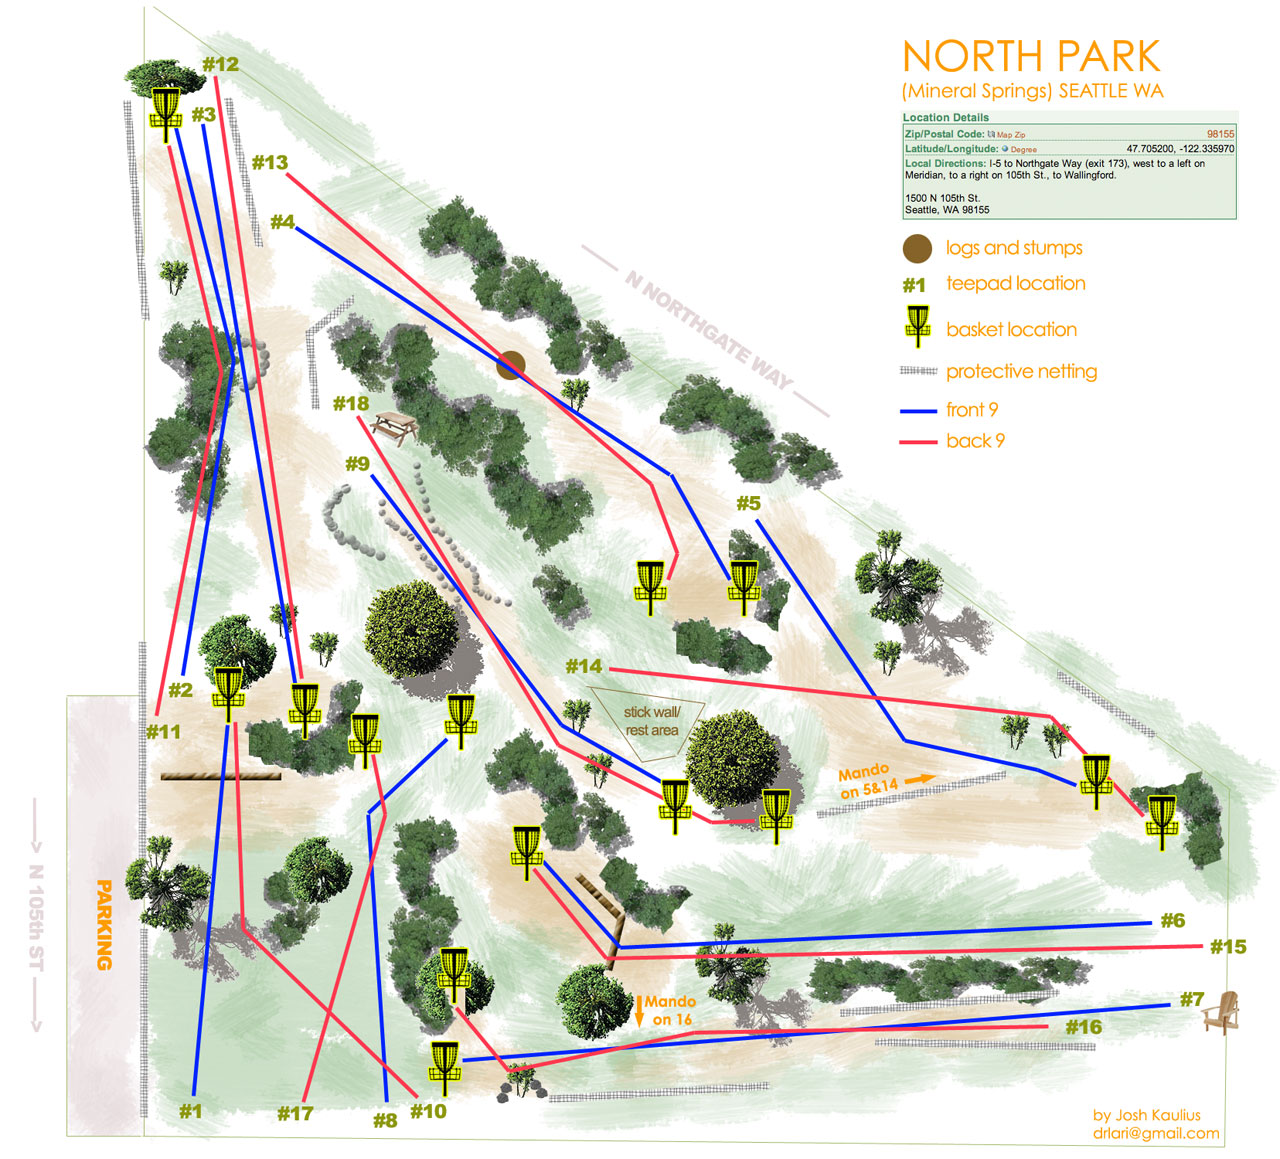 NORTH PARK
(Mineral Springs) SEATTLE WA
Location Details
Zip/Postal Code: Map Zip 98155
Latitude/Longitude: Degree 47.705200, -122.335970
Local Directions: I-5 to Northgate Way (exit 173), west to a left on
Meridian, to a right on 105th St., to Wallingford.
1500 N 105th St.
Seattle, WA 98155
logs and stumps
#1 teepad location
basket location
protective netting
front 9
back 9
#12
#3
#13
#4
N NORTHGATE WAY
#18
#9
#5
#14
#2
#11
stick wall/
rest area
Mando
on 5&14
PARKING
N 105th ST
#6
#15
#7
Mando
on 16
#16
#1
#17
#8
#10
by Josh Kaulius
drlari@gmail.com